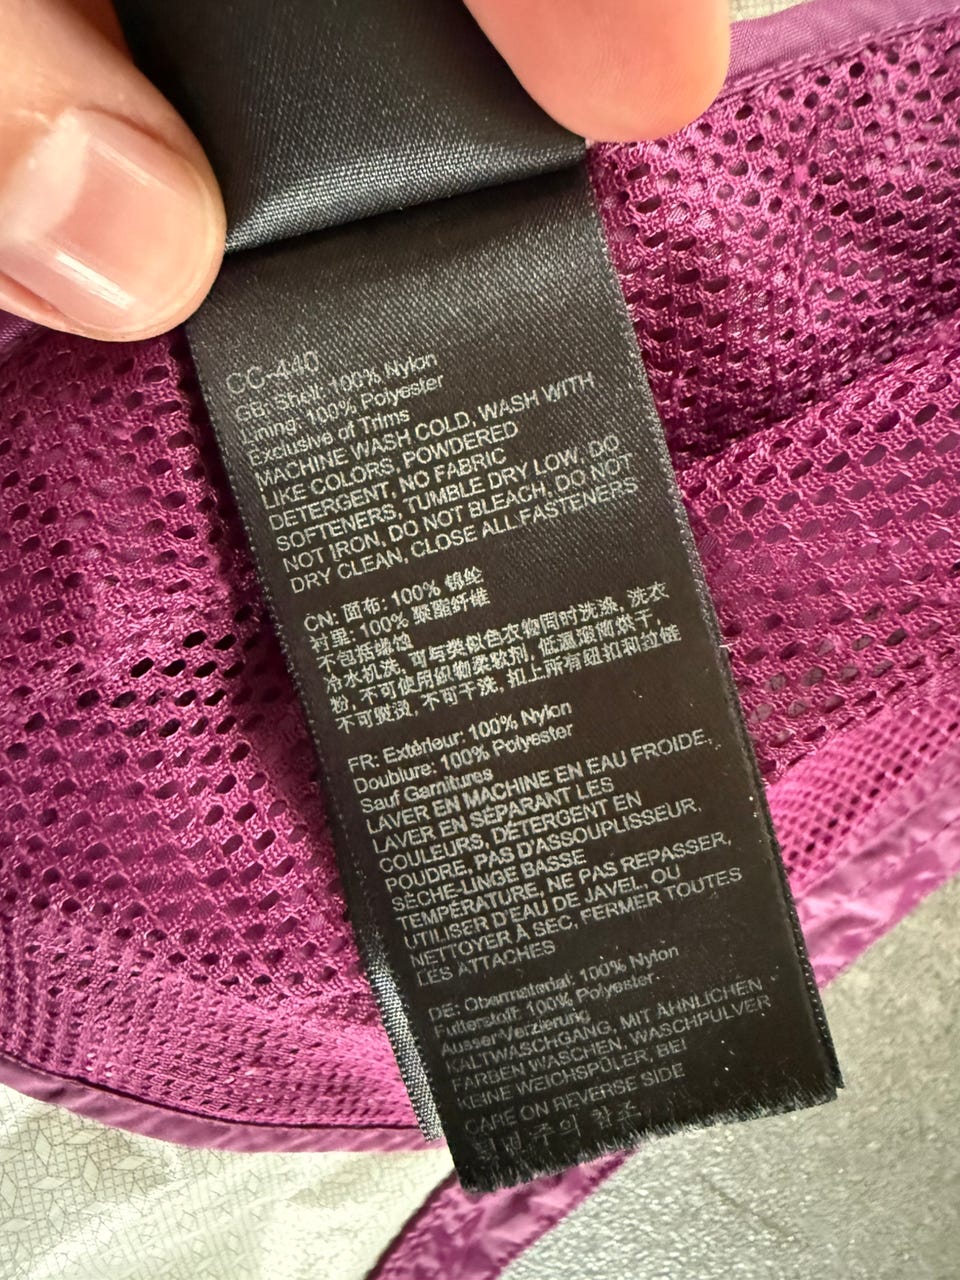 CC-440
GB: Shell: 100% Nylon
Lining: 100% Polyester
Exclusive of Trims
MACHINE WASH COLD, WASH WITH
LIKE COLORS, POWDERED
DETERGENT, NO FABRIC
SOFTENERS, TUMBLE DRY LOW, DO
NOT IRON, DO NOT BLEACH, DO NOT
DRY CLEAN, CLOSE ALL FASTENERS
CN: 面布: 100% 锦纶
衬里: 100% 聚酯纤维
不包括缘蚀
冷水机洗, 可与类似色衣物同时洗涤, 洗衣
粉, 不可使用织物柔软剂, 低温滚筒烘干,
不可熨烫, 不可干洗, 扣上所有纽扣和拉链
FR: Extérieur: 100% Nylon
Doublure: 100% Polyester
Sauf Garnitures
LAVER EN MACHINE EN EAU FROIDE,
LAVER EN SÉPARANT LES
COULEURS, DÉTERGENT EN
POUDRE, PAS D'ASSOUPLISSEUR,
SÈCHE-LINGE BASSE
TEMPÉRATURE, NE PAS REPASSER,
UTILISER D'EAU DE JAVEL, OU
NETTOYER À SEC, FERMER TOUTES
LES ATTACHES
DE: Obermaterial: 100% Nylon
Futterstoff: 100% Polyester
AusserVerzierung
KALTWASCHGANG, MIT ÄHNLICHEN
FARBEN WASCHEN, WASCHPULVER
KEINE WEICHSPÜLER, BEI
CARE ON REVERSE SIDE